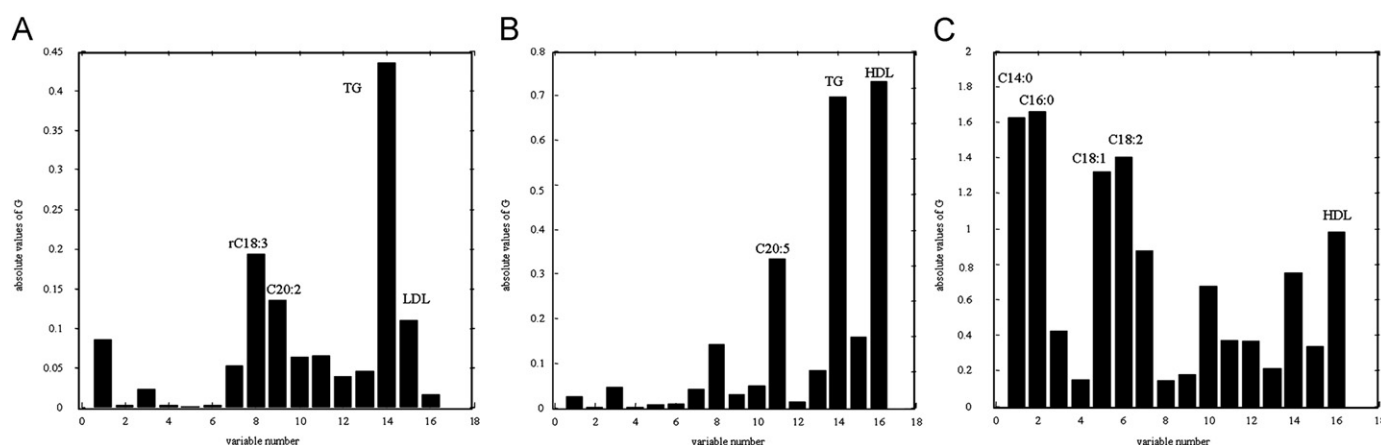 A
absolute values of G
0.45
0.4
0.35
0.3
0.25
0.2
0.15
0.1
0.05
0
rC18:3
C20:2
TG
LDL
0 2 4 6 8 10 12 14 16 18
variable number
B
absolute values of G
0.8
0.7
0.6
0.5
0.4
0.3
0.2
0.1
0
C20:5
TG
HDL
0 2 4 6 8 10 12 14 16 18
variable number
C
absolute values of G
2
1.8
1.6
1.4
1.2
1
0.8
0.6
0.4
0.2
0
C14:0
C16:0
C18:1
C18:2
HDL
0 2 4 6 8 10 12 14 16 18
variable number